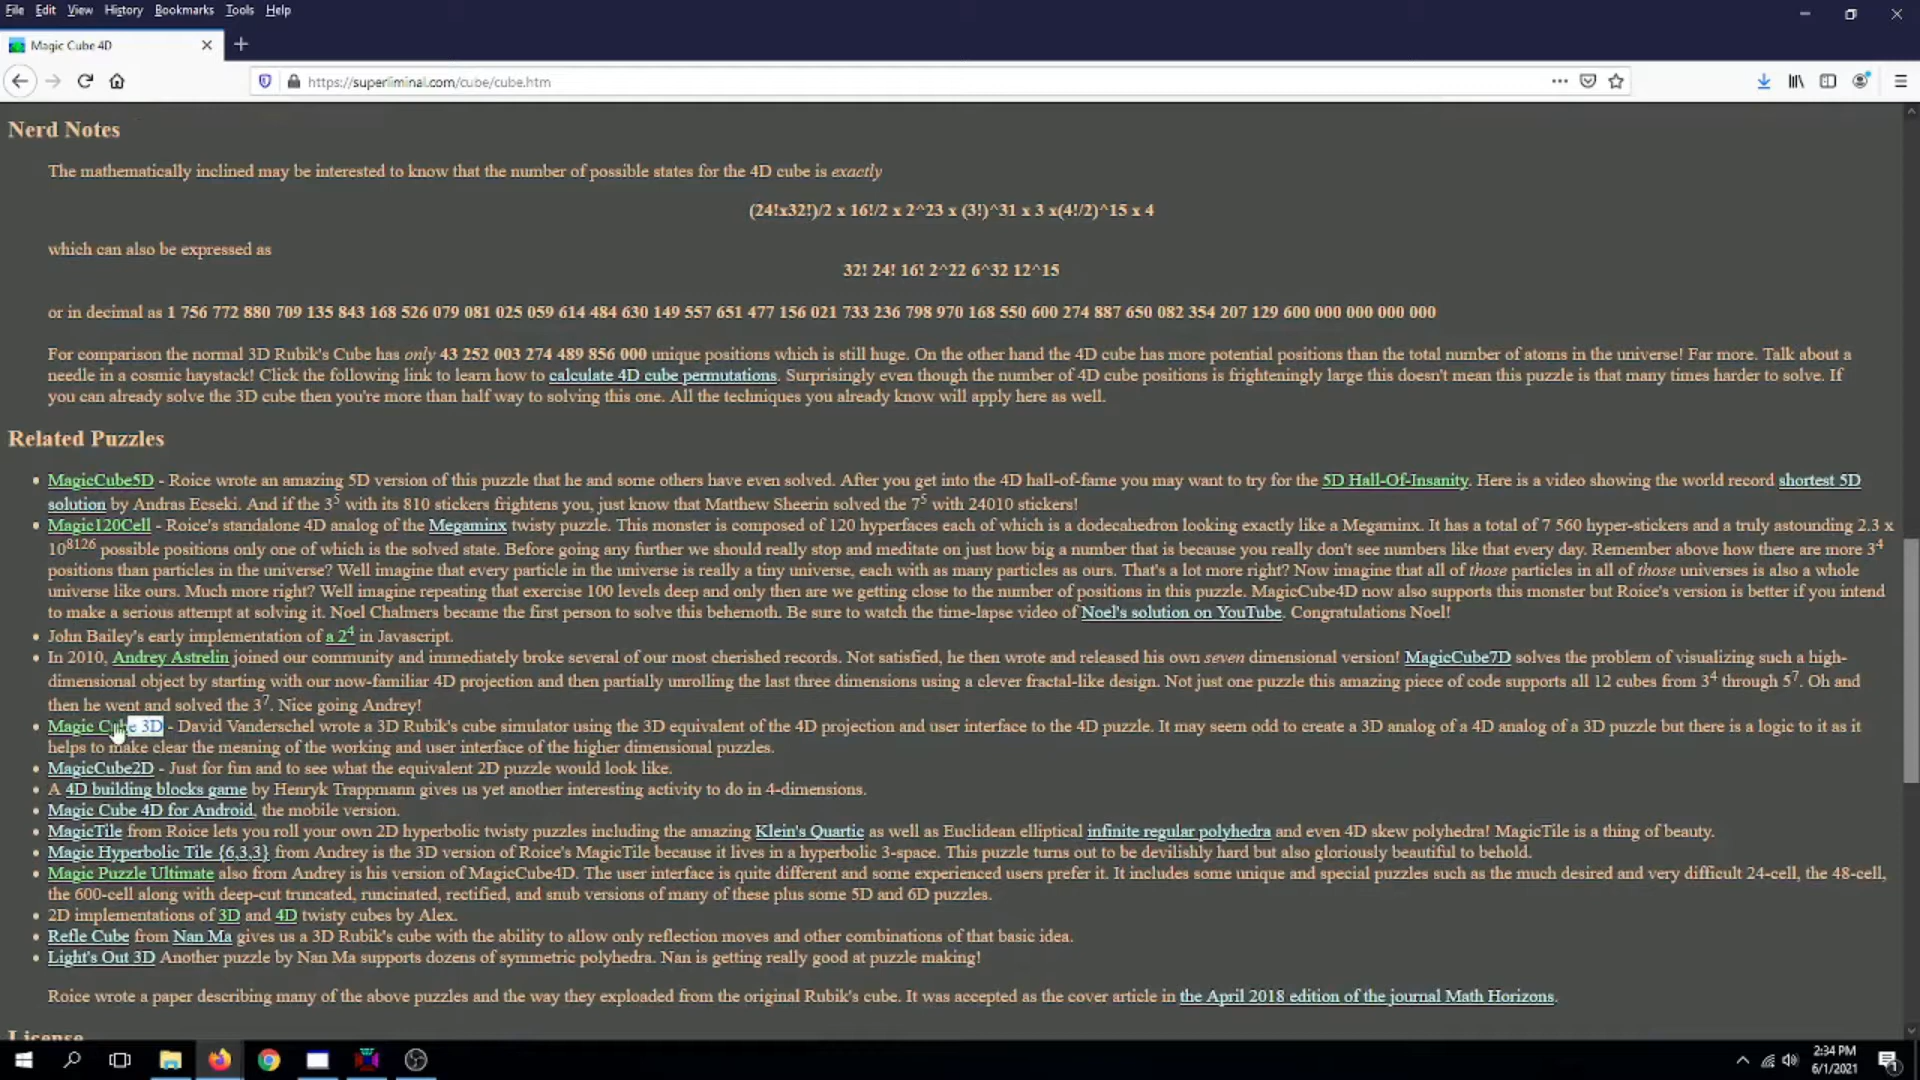 File Edit View History Bookmarks Tools Help
Magic Cube 4D
https://superliminal.com/cube/cube.htm
Nerd Notes
The mathematically inclined may be interested to know that the number of possible states for the 4D cube is exactly
(24!x32!)/2 x 16!/2 x 2^23 x (3!)^31 x 3 x(4!/2)^15 x 4
which can also be expressed as
32! 24! 16! 2^22 6^32 12^15
or in decimal as 1 756 772 880 709 135 843 168 526 079 081 025 059 614 484 630 149 557 651 477 156 021 733 236 798 970 168 550 600 274 887 650 082 354 207 129 600 000 000 000 000
For comparison the normal 3D Rubik's Cube has only 43 252 003 274 489 856 000 unique positions which is still huge. On the other hand the 4D cube has more potential positions than the total number of atoms in the universe! Far more. Talk about a
needle in a cosmic haystack! Click the following link to learn how to calculate 4D cube permutations. Surprisingly even though the number of 4D cube positions is frighteningly large this doesn't mean this puzzle is that many times harder to solve. If
you can already solve the 3D cube then you're more than half way to solving this one. All the techniques you already know will apply here as well.
Related Puzzles
• MagicCube5D - Roice wrote an amazing 5D version of this puzzle that he and some others have even solved. After you get into the 4D hall-of-fame you may want to try for the 5D Hall-Of-Insanity. Here is a video showing the world record shortest 5D
solution by Andras Ecseki. And if the 3^5 with its 810 stickers frightens you, just know that Matthew Sheerin solved the 7^5 with 24010 stickers!
• Magic120Cell - Roice's standalone 4D analog of the Megaminx twisty puzzle. This monster is composed of 120 hyperfaces each of which is a dodecahedron looking exactly like a Megaminx. It has a total of 7 560 hyper-stickers and a truly astounding 2.3 x
10^8126 possible positions only one of which is the solved state. Before going any further we should really stop and meditate on just how big a number that is because you really don't see numbers like that every day. Remember above how there are more 3^4
positions than particles in the universe? Well imagine that every particle in the universe is really a tiny universe, each with as many particles as ours. That's a lot more right? Now imagine that all of those particles in all of those universes is also a whole
universe like ours. Much more right? Well imagine repeating that exercise 100 levels deep and only then are we getting close to the number of positions in this puzzle. MagicCube4D now also supports this monster but Roice's version is better if you intend
to make a serious attempt at solving it. Noel Chalmers became the first person to solve this behemoth. Be sure to watch the time-lapse video of Noel's solution on YouTube. Congratulations Noel!
• John Bailey's early implementation of a 2^4 in Javascript.
• In 2010, Andrey Astrelin joined our community and immediately broke several of our most cherished records. Not satisfied, he then wrote and released his own seven dimensional version! MagicCube7D solves the problem of visualizing such a high-
dimensional object by starting with our now-familiar 4D projection and then partially unrolling the last three dimensions using a clever fractal-like design. Not just one puzzle this amazing piece of code supports all 12 cubes from 3^4 through 5^7. Oh and
then he went and solved the 3^7. Nice going Andrey!
• Magic Cube 3D - David Vanderschel wrote a 3D Rubik's cube simulator using the 3D equivalent of the 4D projection and user interface to the 4D puzzle. It may seem odd to create a 3D analog of a 4D analog of a 3D puzzle but there is a logic to it as it
helps to make clear the meaning of the working and user interface of the higher dimensional puzzles.
• MagicCube2D - Just for fun and to see what the equivalent 2D puzzle would look like.
• A 4D building blocks game by Henryk Trappmann gives us yet another interesting activity to do in 4-dimensions.
• Magic Cube 4D for Android, the mobile version.
• MagicTile from Roice lets you roll your own 2D hyperbolic twisty puzzles including the amazing Klein's Quartic as well as Euclidean elliptical infinite regular polyhedra and even 4D skew polyhedra! MagicTile is a thing of beauty.
• Magic Hyperbolic Tile {6,3,3} from Andrey is the 3D version of Roice's MagicTile because it lives in a hyperbolic 3-space. This puzzle turns out to be devilishly hard but also gloriously beautiful to behold.
• Magic Puzzle Ultimate also from Andrey is his version of MagicCube4D. The user interface is quite different and some experienced users prefer it. It includes some unique and special puzzles such as the much desired and very difficult 24-cell, the 48-cell,
the 600-cell along with deep-cut truncated, runcinated, rectified, and snub versions of many of these plus some 5D and 6D puzzles.
• 2D implementations of 3D and 4D twisty cubes by Alex.
• Refle Cube from Nan Ma gives us a 3D Rubik's cube with the ability to allow only reflection moves and other combinations of that basic idea.
• Light's Out 3D Another puzzle by Nan Ma supports dozens of symmetric polyhedra. Nan is getting really good at puzzle making!
Roice wrote a paper describing many of the above puzzles and the way they exploaded from the original Rubik's cube. It was accepted as the cover article in the April 2018 edition of the journal Math Horizons.
License
2:34 PM
6/1/2021
1